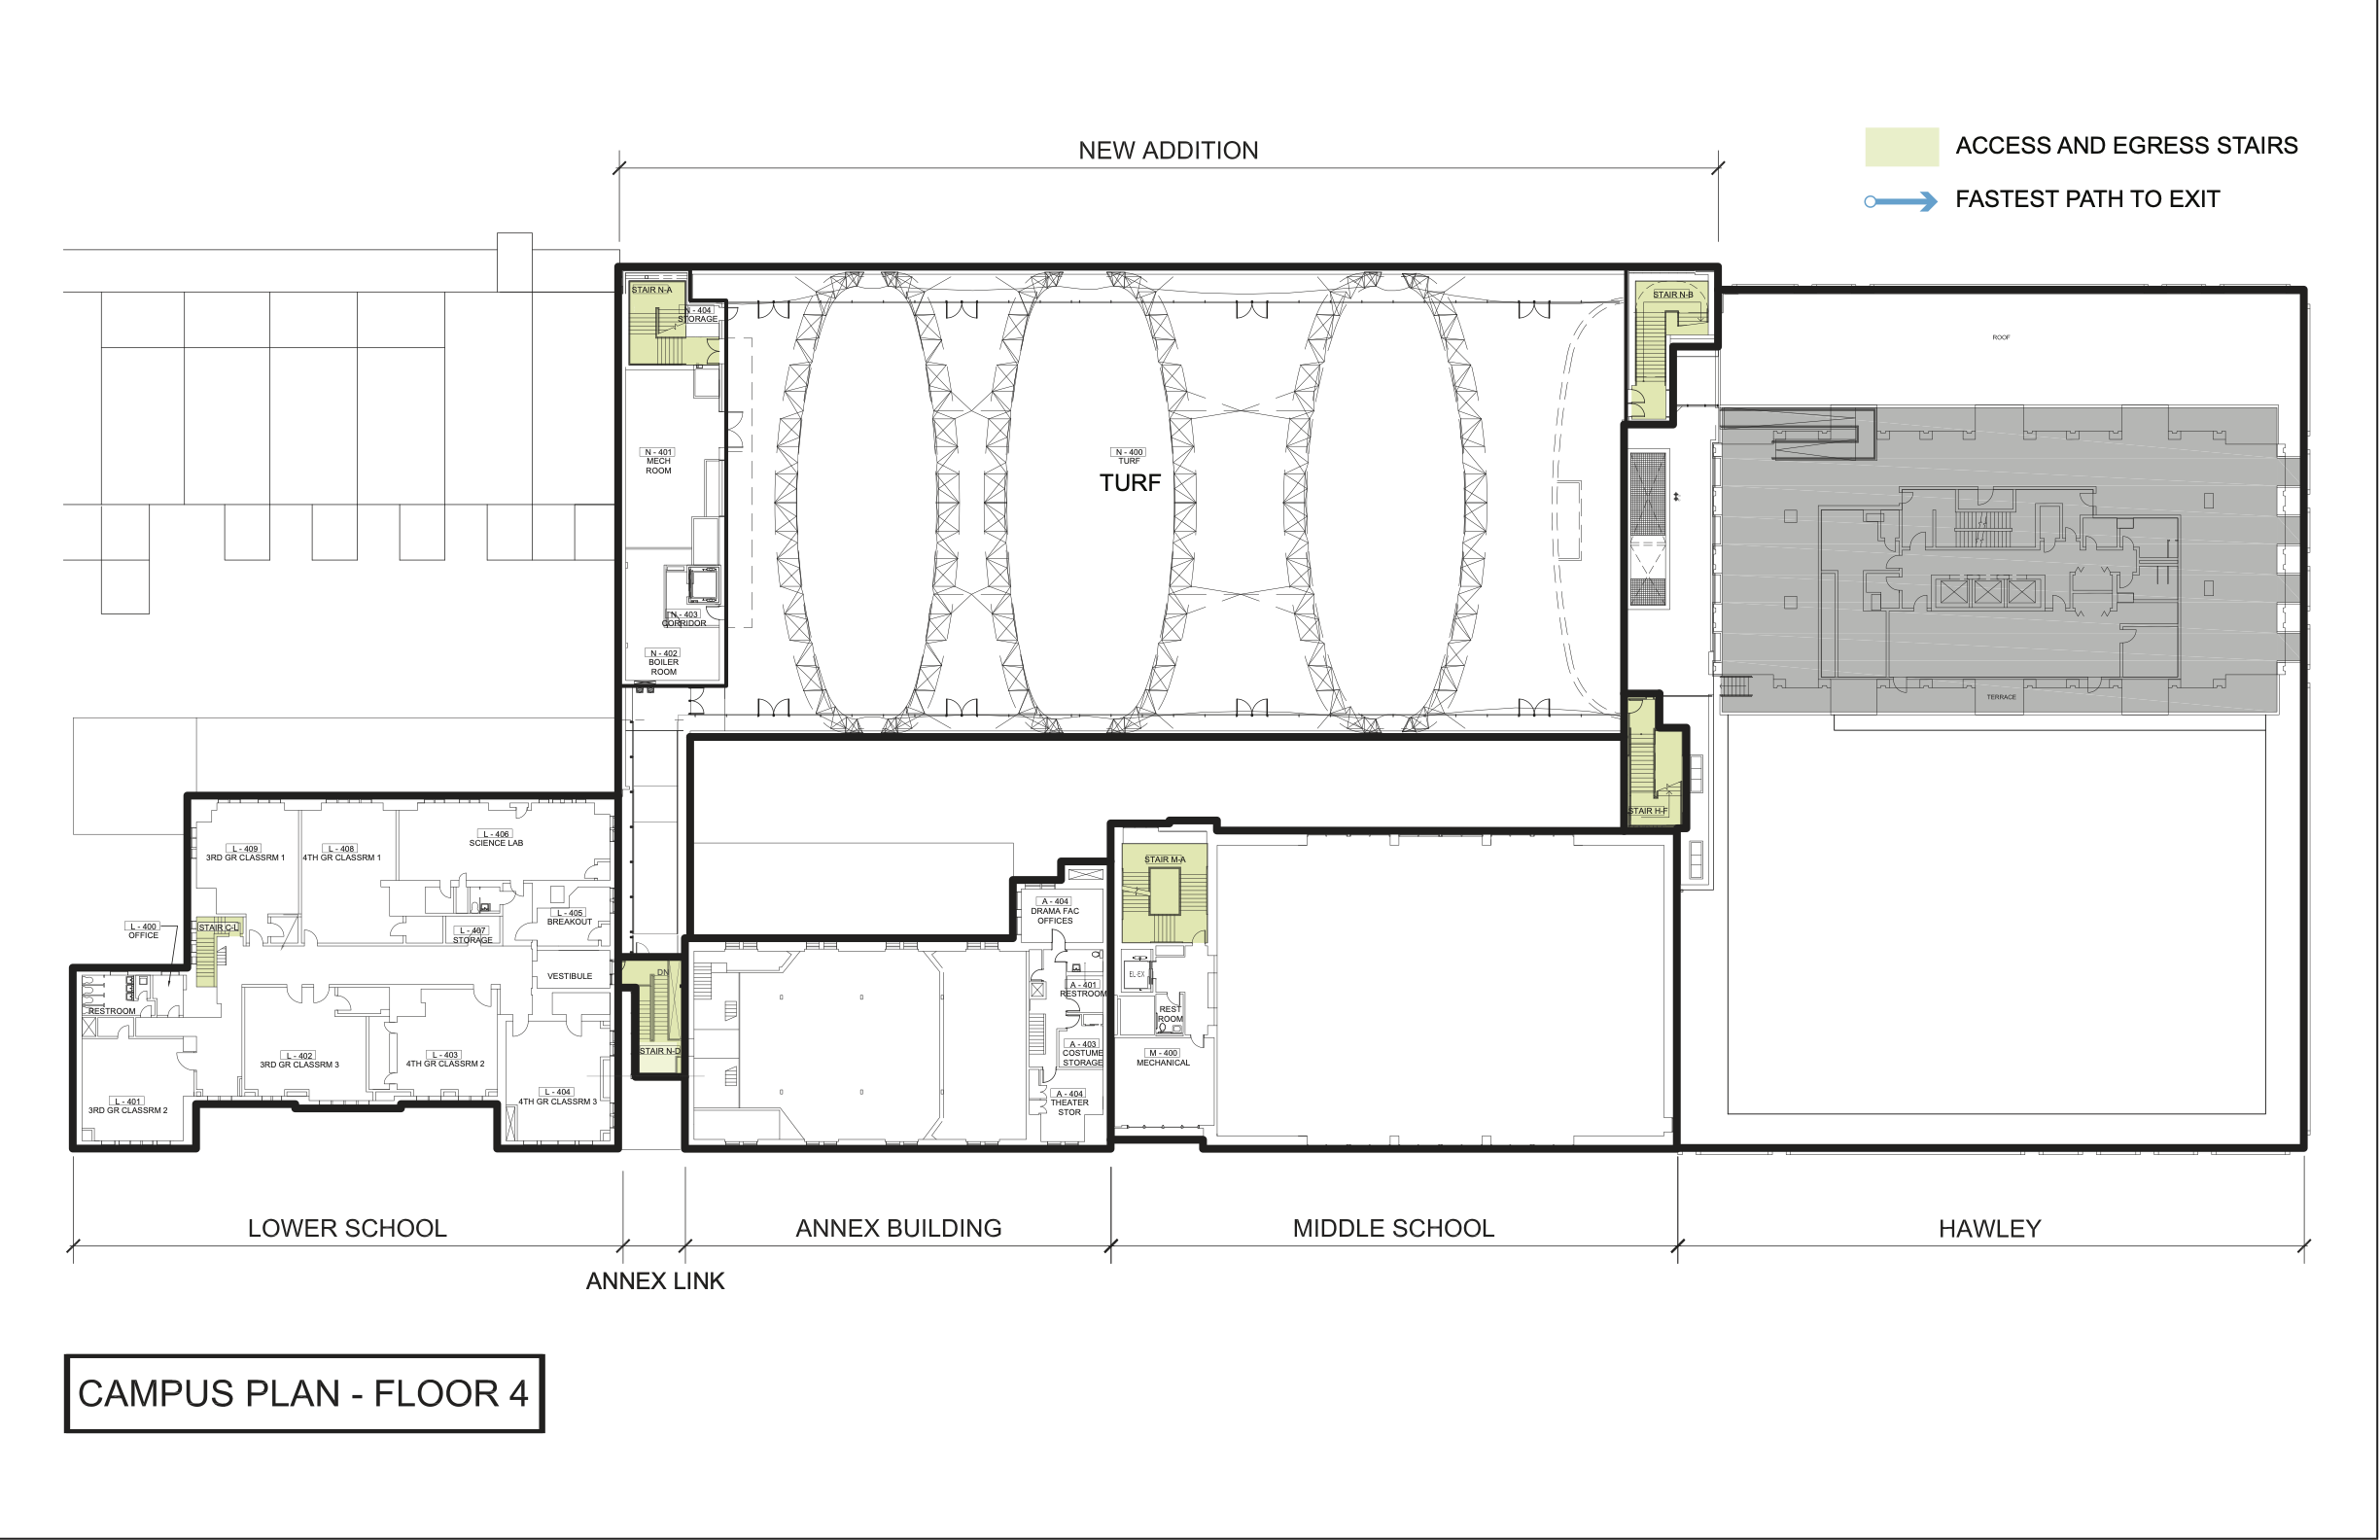 NEW ADDITION
ACCESS AND EGRESS STAIRS
FASTEST PATH TO EXIT
STAIR N-A
N - 404
STORAGE
STAIR N-B
ROOF
N - 401
MECH
ROOM
N - 400
TURF
TURF
N - 403
CORRIDOR
N - 402
BOILER
ROOM
TERRACE
STAIR H-F
L - 409
3RD GR CLASSRM 1
L - 408
4TH GR CLASSRM 1
L - 406
SCIENCE LAB
STAIR M-A
L - 400
OFFICE
STAIR C-L
L - 407
STORAGE
L - 405
BREAKOUT
A - 404
DRAMA FAC
OFFICES
VESTIBULE
DN
EL-EX
A - 401
RESTROOM
RESTROOM
REST
ROOM
L - 402
3RD GR CLASSRM 3
L - 403
4TH GR CLASSRM 2
STAIR N-D
A - 403
COSTUME
STORAGE
M - 400
MECHANICAL
L - 401
3RD GR CLASSRM 2
L - 404
4TH GR CLASSRM 3
A - 404
THEATER
STOR
LOWER SCHOOL
ANNEX BUILDING
MIDDLE SCHOOL
HAWLEY
ANNEX LINK
CAMPUS PLAN - FLOOR 4